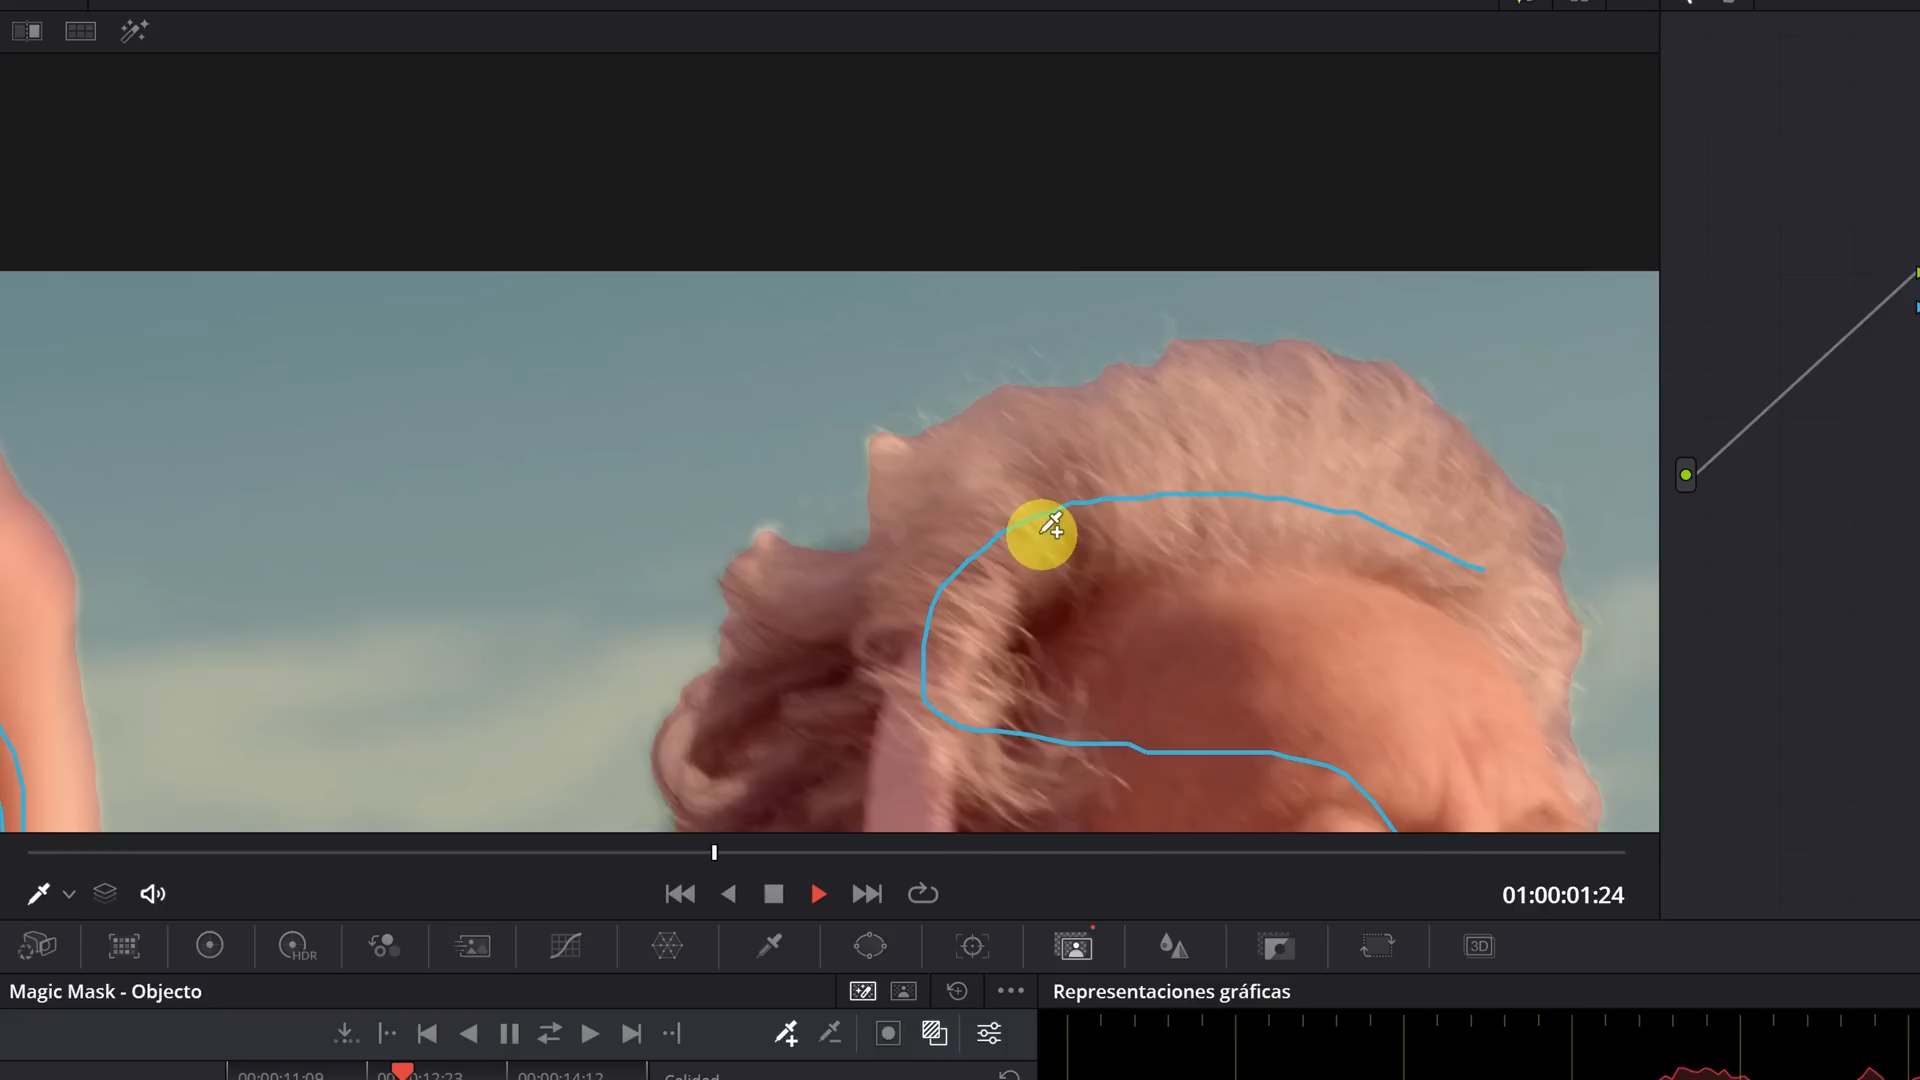 01:00:01:24
HDR
3D
Magic Mask - Objecto
Representaciones gráficas
00:00:11:09
00:00:12:23
00:00:14:12
Calidad